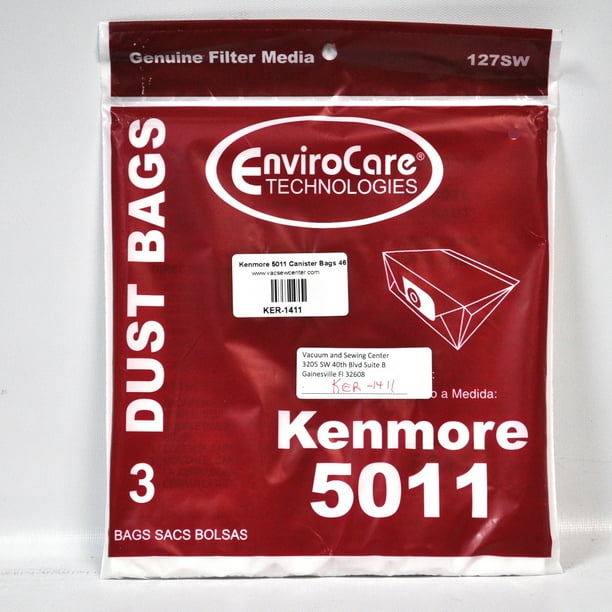 Genuine Filter Media
127SW
DUST BAGS
EnviroCare®
TECHNOLOGIES
Kenmore 5011 Canister Bags 46
www.vacsewcenter.com
KER-1411
Vacuum and Sewing Center
3205 SW 40th Blvd Suite B
Gainesville Fl 32608
KER-1411
a Medida:
Kenmore
5011
3
BAGS SACS BOLSAS